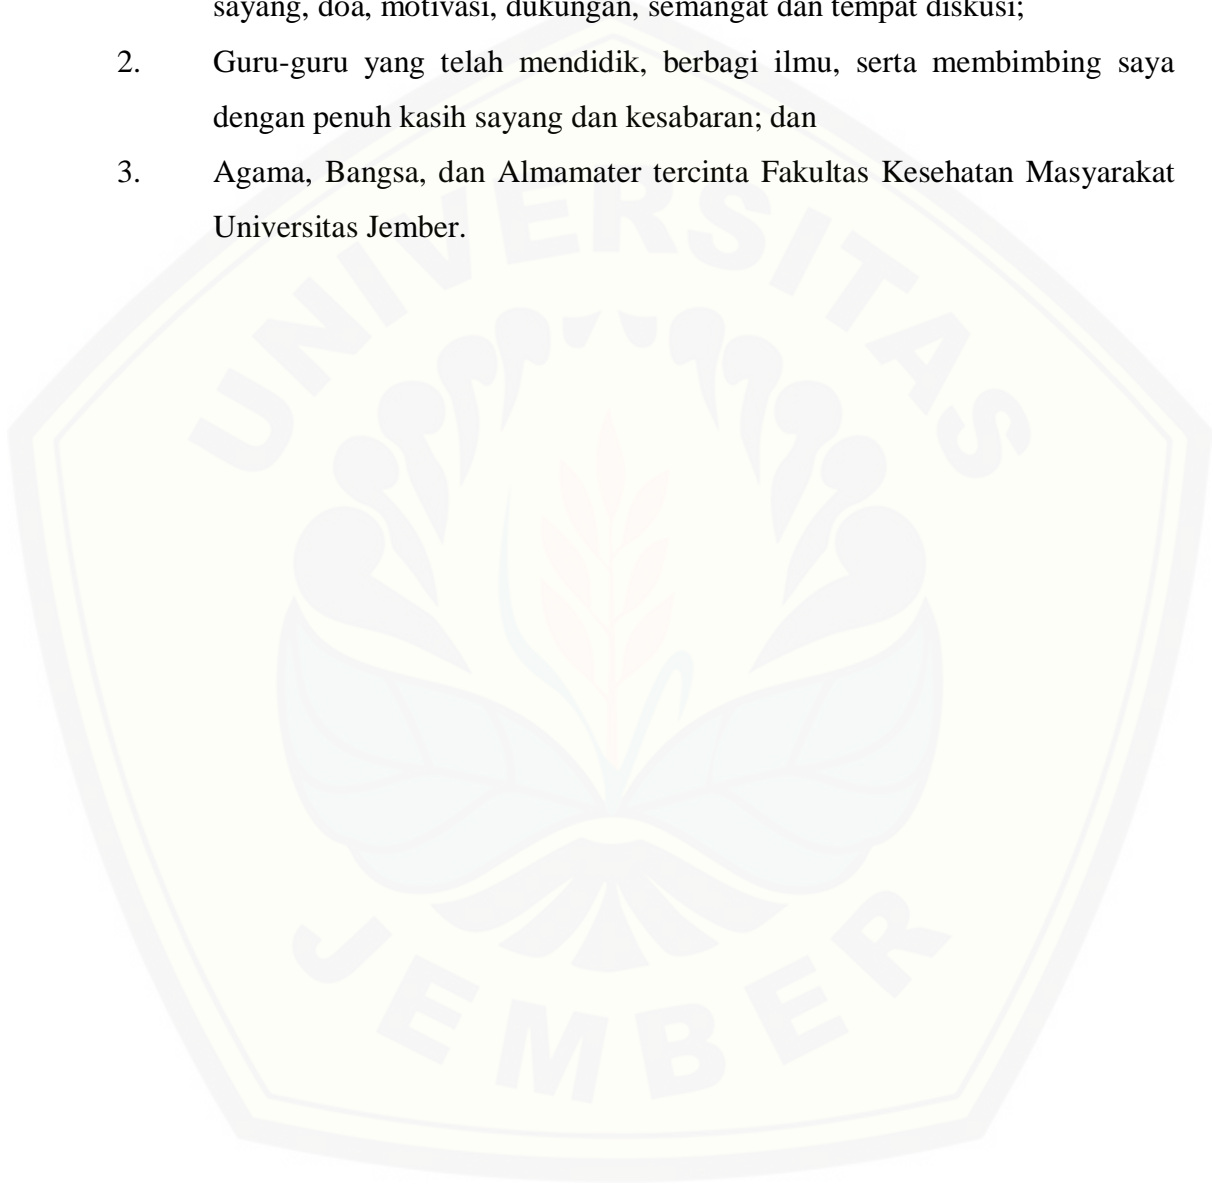 sayang, doa, motivasi, dukungan, semangat dan tempat diskusi;
2. Guru-guru yang telah mendidik, berbagi ilmu, serta membimbing saya
dengan penuh kasih sayang dan kesabaran; dan
3. Agama, Bangsa, dan Almamater tercinta Fakultas Kesehatan Masyarakat
Universitas Jember.
UNIVERSITAS
JEMBER